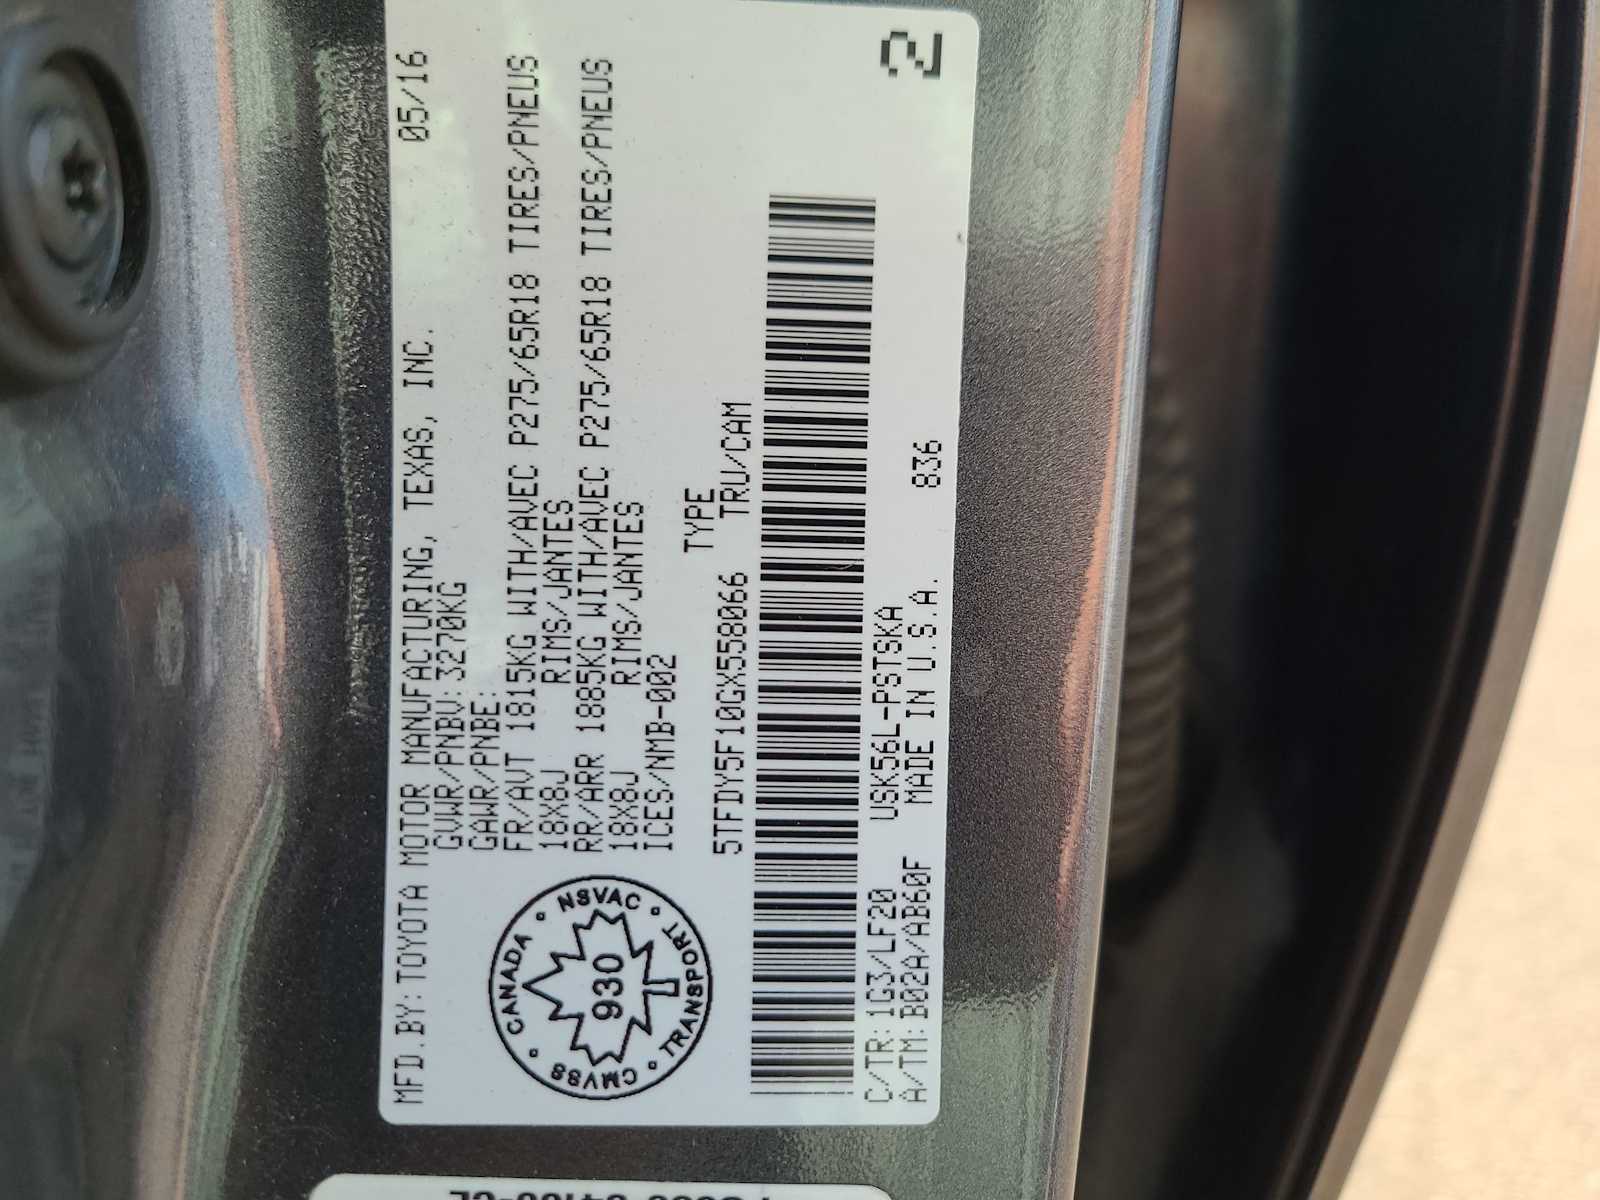 MFD.BY: TOYOTA MOTOR MANUFACTURING, TEXAS, INC. 05/16
GVWR/PNBV:3270KG
GAWR/PNBE:
FR/AVT 1815KG WITH/AVEC P275/65R18 TIRES/PNEUS
18X8J RIMS/JANTES
RR/ARR 1885KG WITH/AVEC P275/65R18 TIRES/PNEUS
18X8J RIMS/JANTES
ICES/NMB-002
CANADA • NSVAC • TRANSPORT • CMVSS •
930
TYPE
5TFDY5F10GX558066 TRU/CAM
C/TR:1G3/LF20 USK56L-PSTSKA
A/TM:B02A/AB60F MADE IN U.S.A. 836
2